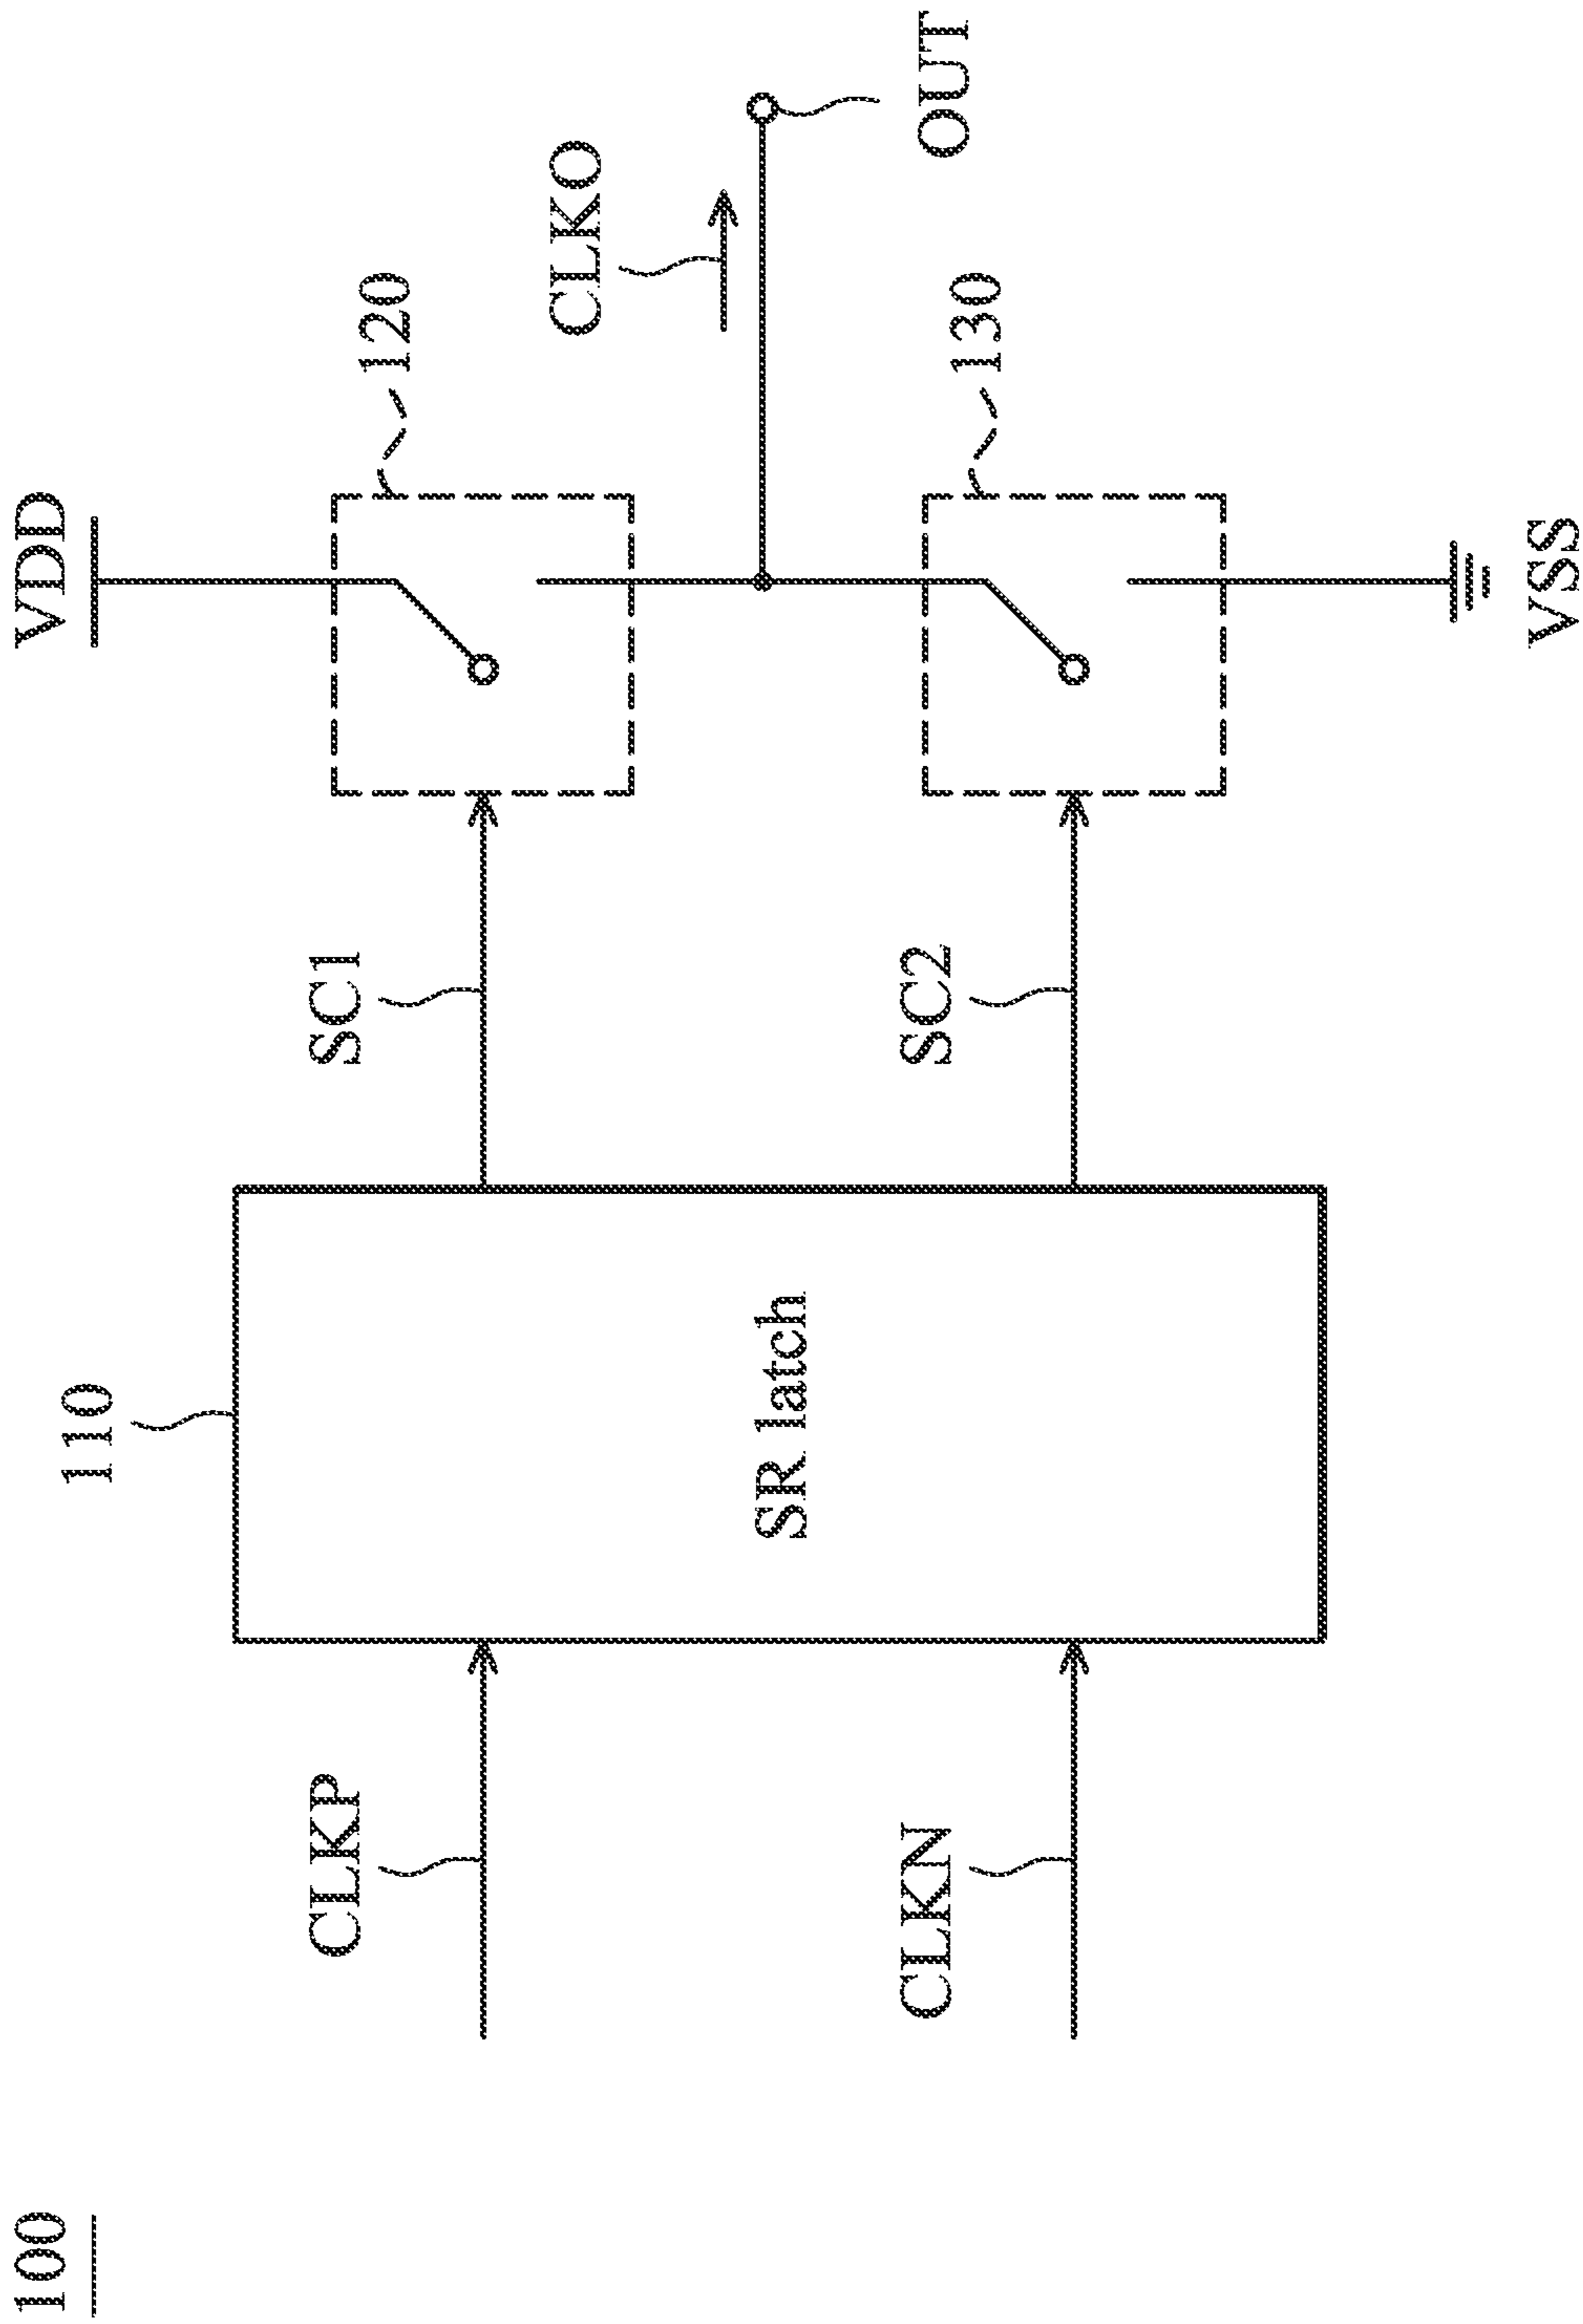 100
VDD
110
SC1
120
CLKP
CLKO
SR latch
OUT
CLKN
SC2
130
VSS